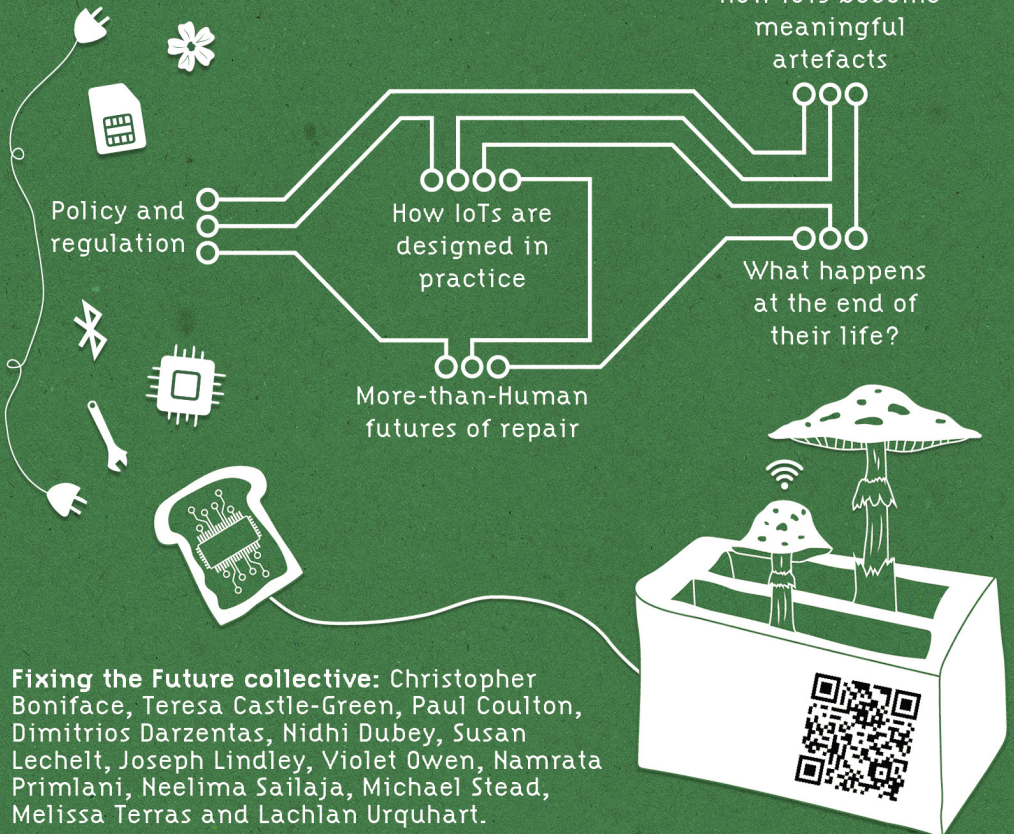 How IoTs become
meaningful
artefacts
Policy and
regulation
How IoTs are
designed in
practice
What happens
at the end of
their life?
More-than-Human
futures of repair
Fixing the Future collective: Christopher
Boniface, Teresa Castle-Green, Paul Coulton,
Dimitrios Darzentas, Nidhi Dubey, Susan
Lechelt, Joseph Lindley, Violet Owen, Namrata
Primlani, Neelima Sailaja, Michael Stead,
Melissa Terras and Lachlan Urquhart.